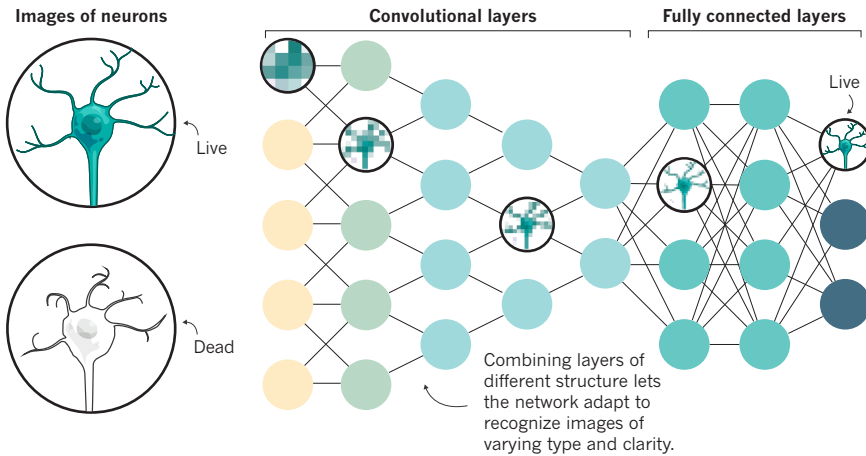 Images of neurons
Convolutional layers
Fully connected layers
Live
Live
Dead
Combining layers of
different structure lets
the network adapt to
recognize images of
varying type and clarity.